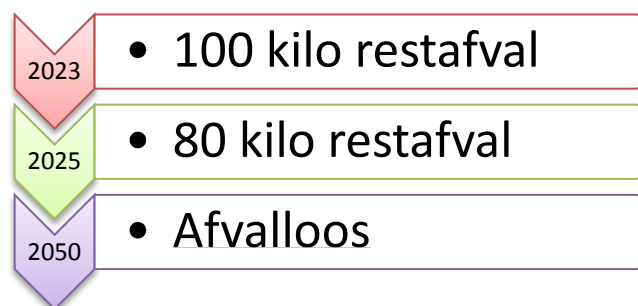 2023
• 100 kilo restafval
2025
• 80 kilo restafval
2050
• Afvalloos